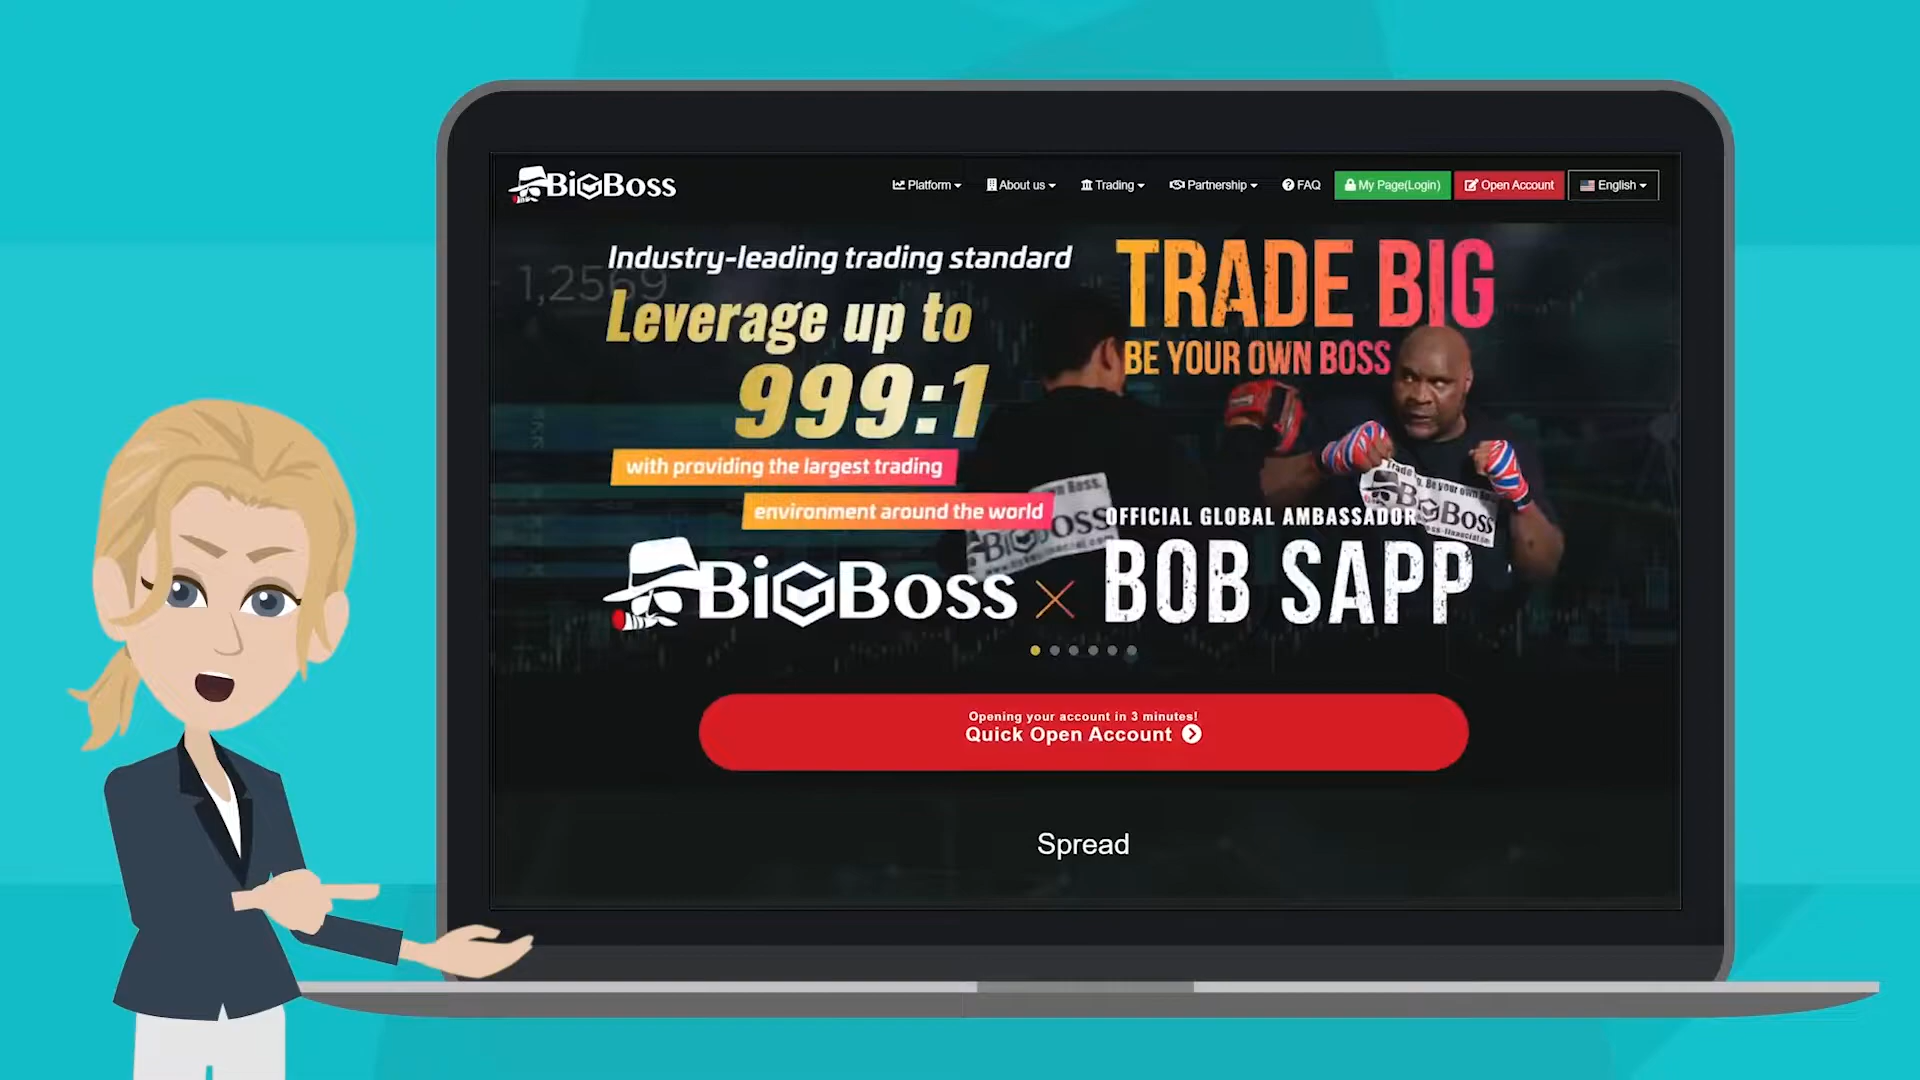 BigBoss
Platform
About us
Trading
Partnership
FAQ
My Page(Login)
Open Account
English
1,2569
Industry-leading trading standard
Leverage up to
999:1
with providing the largest trading
environment around the world
BigBoss
TRADE BIG
BE YOUR OWN BOSS
OFFICIAL GLOBAL AMBASSADOR
BOB SAPP
Opening your account in 3 minutes!
Quick Open Account
Spread